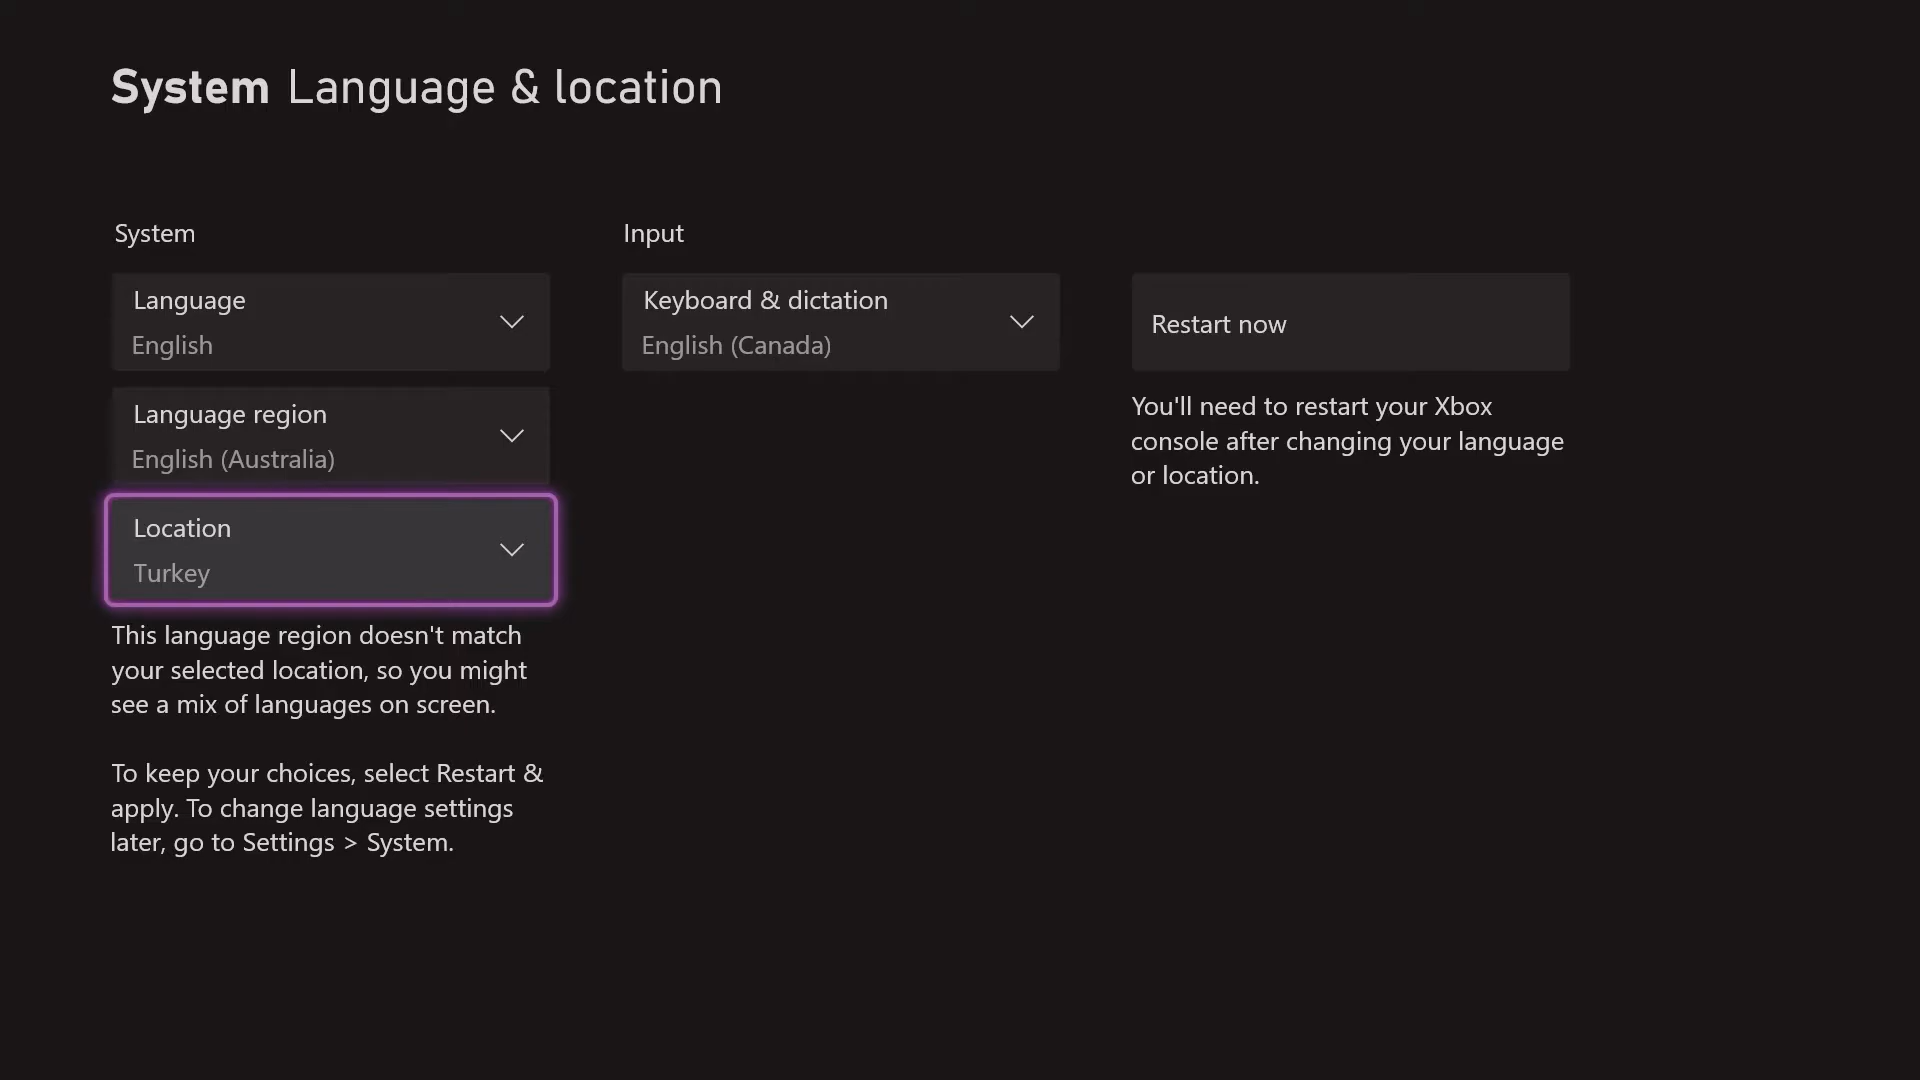 System Language & location
System
Language
English
Language region
English (Australia)
Location
Turkey
This language region doesn't match
your selected location, so you might
see a mix of languages on screen.
To keep your choices, select Restart &
apply. To change language settings
later, go to Settings > System.
Input
Keyboard & dictation
English (Canada)
Restart now
You'll need to restart your Xbox
console after changing your language
or location.